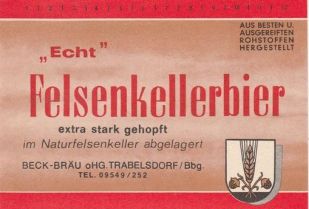 AUS BESTEN U.
AUSGEREIFTEN
ROHSTOFFEN
HERGESTELLT
„Echt"
Felsenkellerbier
extra stark gehopft
im Naturfelsenkeller abgelagert
BECK-BRÄU oHG. TRABELSDORF/Bbg.
TEL. 09549/252